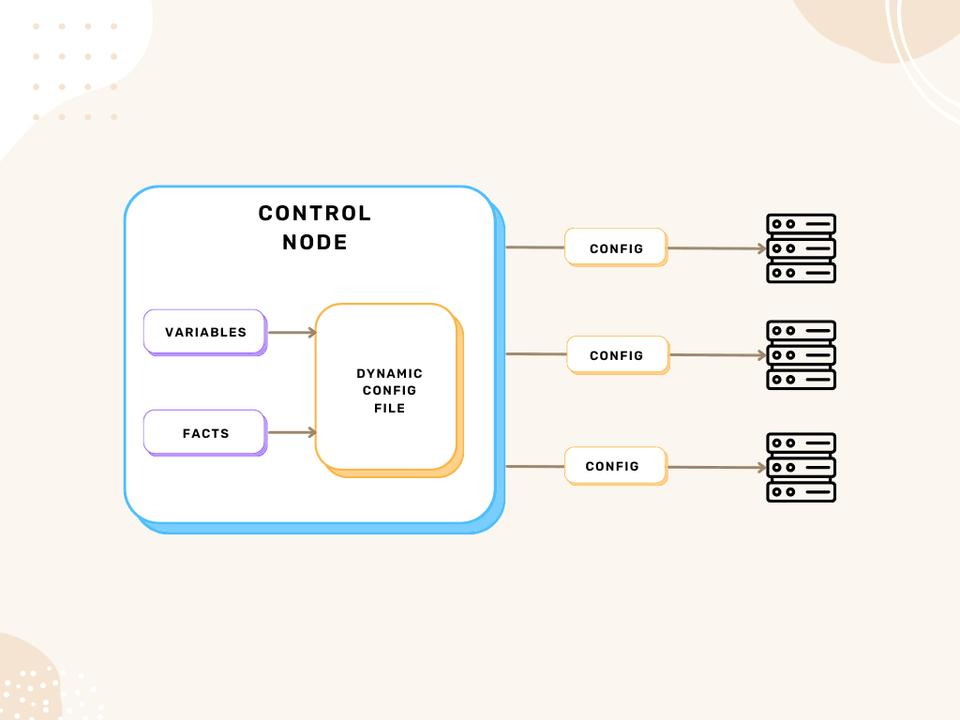 CONTROL
NODE
VARIABLES
FACTS
DYNAMIC
CONFIG
FILE
CONFIG
CONFIG
CONFIG